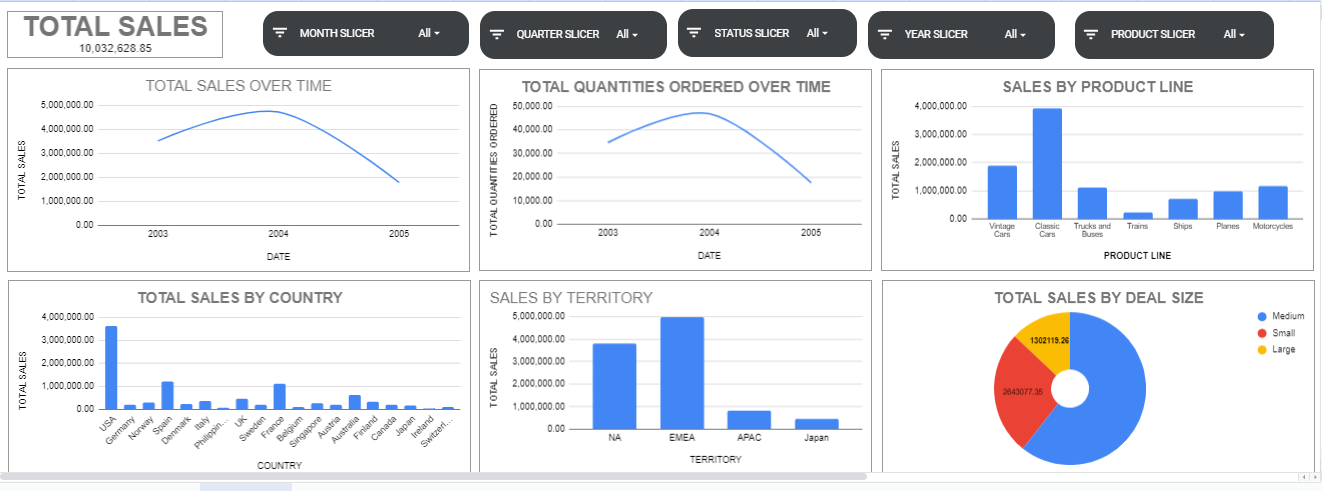 TOTAL SALES
10,032,628.85
MONTH SLICER All
QUARTER SLICER All
STATUS SLICER All
YEAR SLICER All
PRODUCT SLICER All
TOTAL SALES OVER TIME
TOTAL SALES
5,000,000.00
4,000,000.00
3,000,000.00
2,000,000.00
1,000,000.00
0.00
2003 2004 2005
DATE
TOTAL QUANTITIES ORDERED OVER TIME
TOTAL QUANTITIES ORDERED
50,000.00
40,000.00
30,000.00
20,000.00
10,000.00
0.00
2003 2004 2005
DATE
SALES BY PRODUCT LINE
TOTAL SALES
4,000,000.00
3,000,000.00
2,000,000.00
1,000,000.00
0.00
Vintage Classic Trucks and Trains Ships Planes Motorcycles
Cars Cars Buses
PRODUCT LINE
TOTAL SALES BY COUNTRY
TOTAL SALES
4,000,000.00
3,000,000.00
2,000,000.00
1,000,000.00
0.00
USA Germany Norway Spain Denmark Italy Philippin... UK Sweden France Belgium Singapore Austria Australia Finland Canada Japan Ireland Switzerl...
COUNTRY
SALES BY TERRITORY
TOTAL SALES
5,000,000.00
4,000,000.00
3,000,000.00
2,000,000.00
1,000,000.00
0.00
NA EMEA APAC Japan
TERRITORY
TOTAL SALES BY DEAL SIZE
Medium
Small
Large
1302119.26
2643077.35